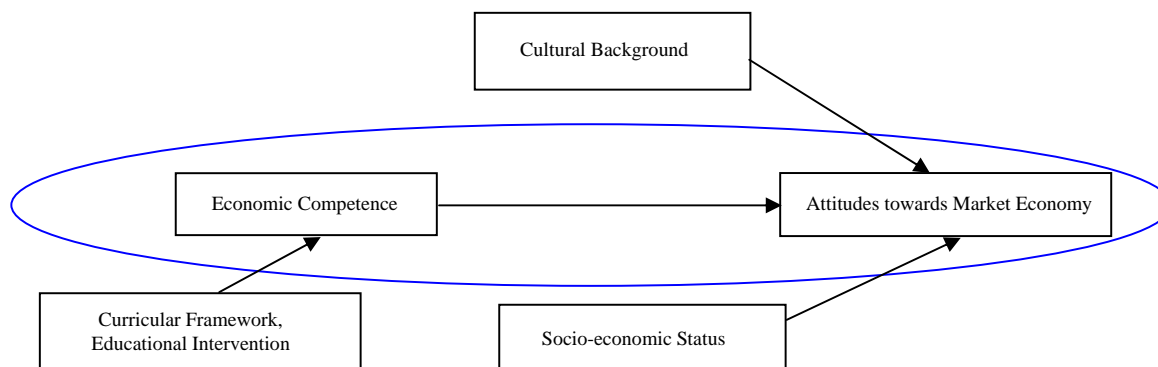 Cultural Background
Economic Competence
Attitudes towards Market Economy
Curricular Framework,
Educational Intervention
Socio-economic Status